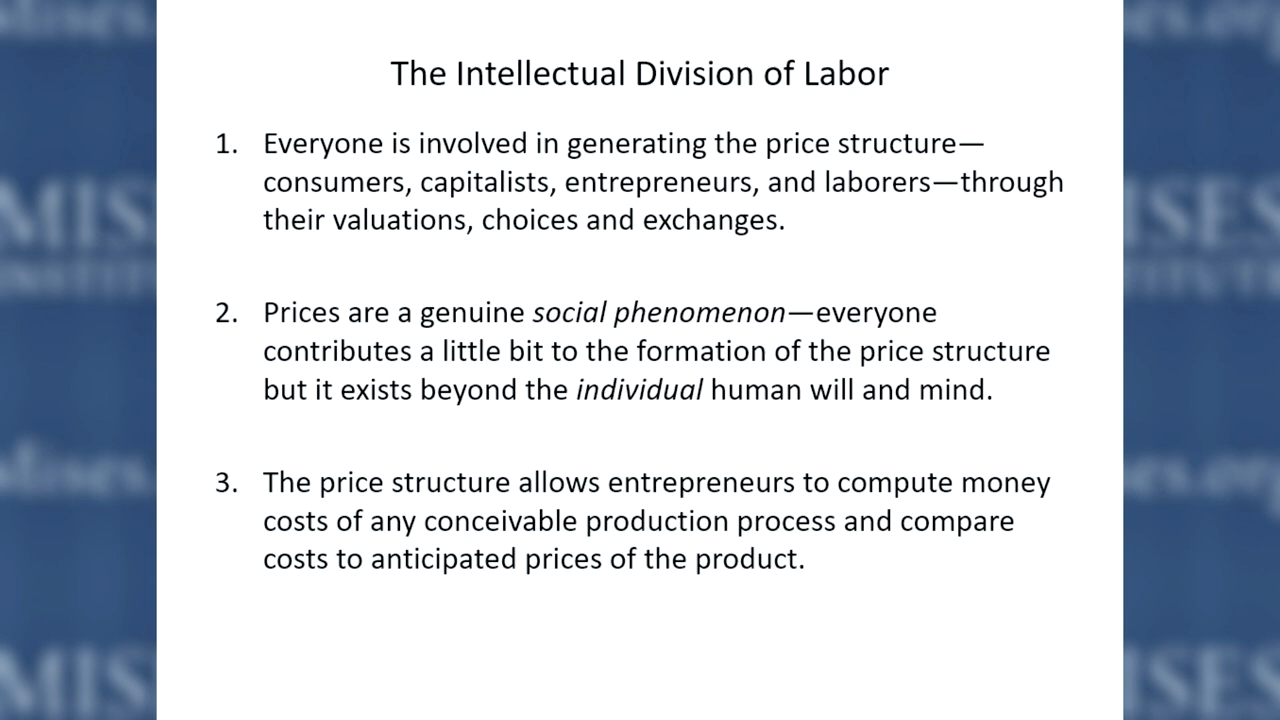 The Intellectual Division of Labor
1. Everyone is involved in generating the price structure—
consumers, capitalists, entrepreneurs, and laborers—through
their valuations, choices and exchanges.
2. Prices are a genuine social phenomenon—everyone
contributes a little bit to the formation of the price structure
but it exists beyond the individual human will and mind.
3. The price structure allows entrepreneurs to compute money
costs of any conceivable production process and compare
costs to anticipated prices of the product.